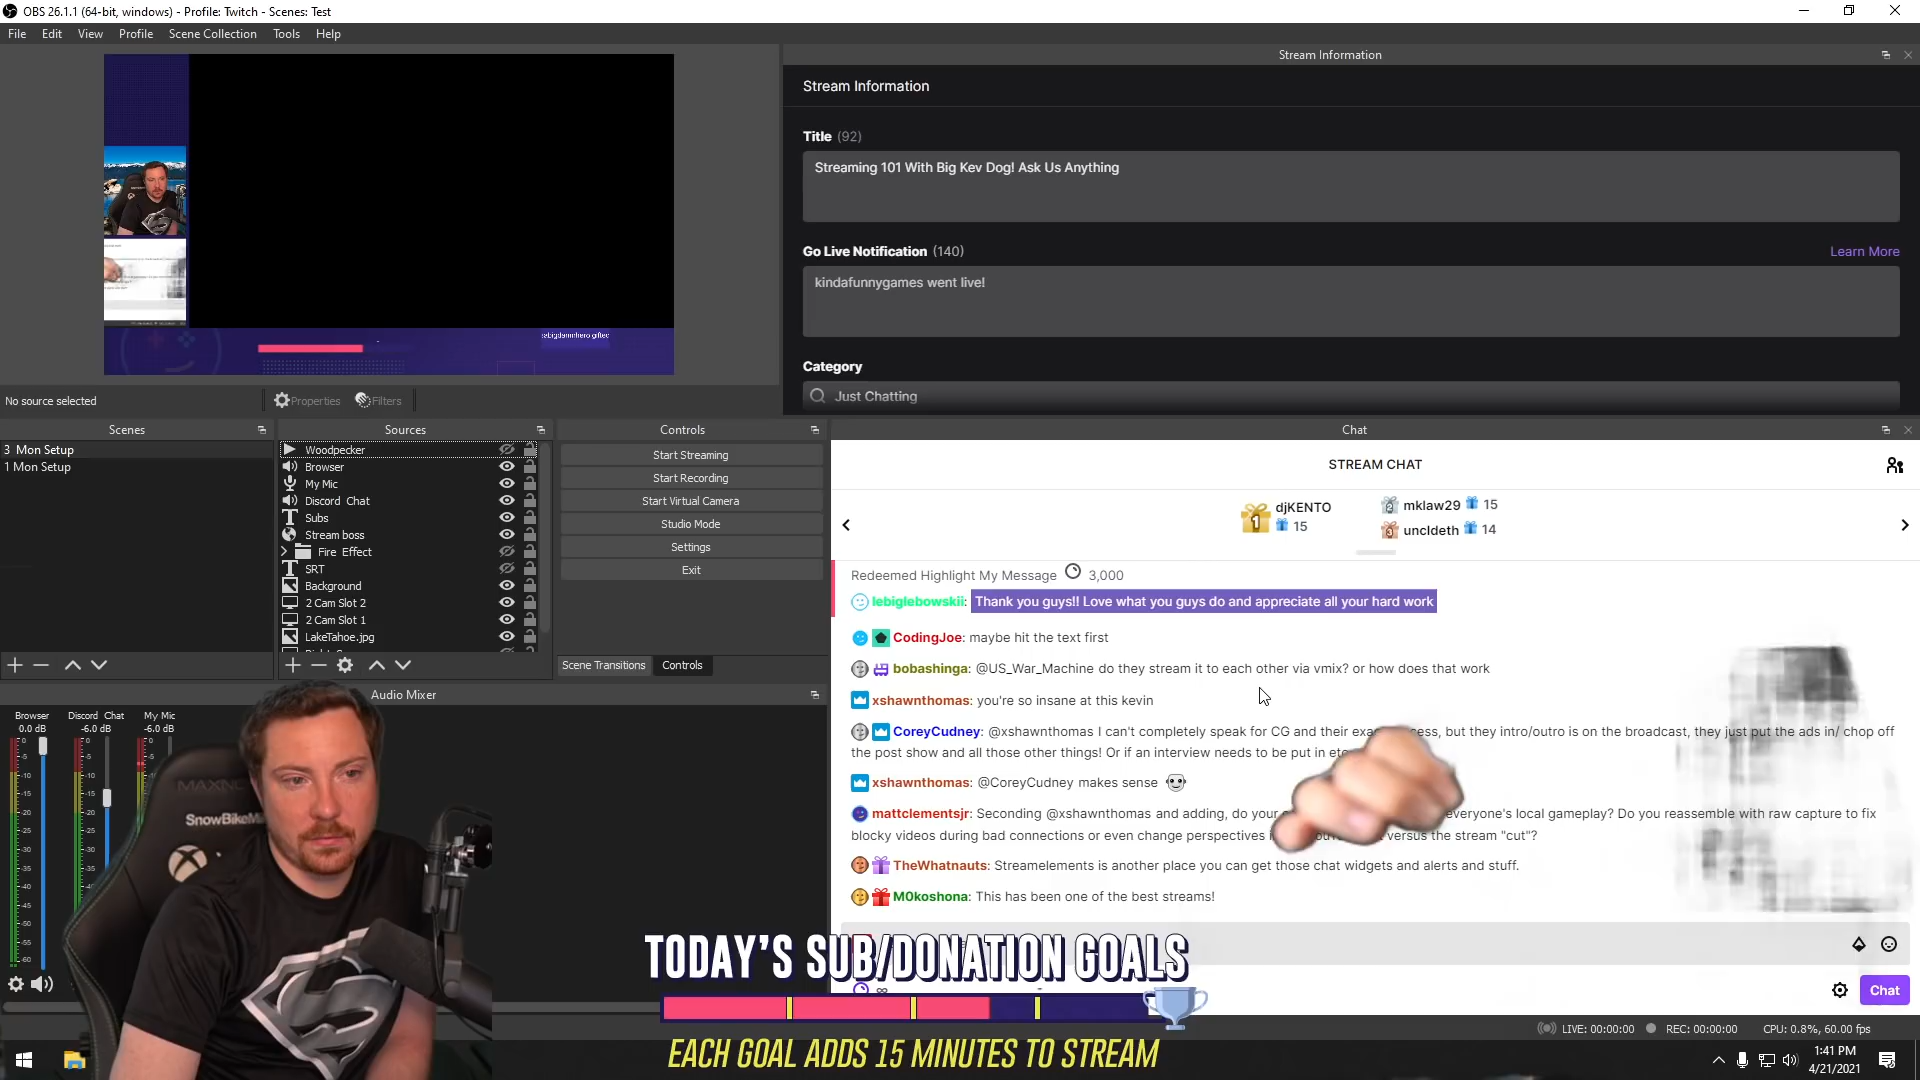 OBS 26.1.1 (64-bit, windows) - Profile: Twitch - Scenes: Test
File Edit View Profile Scene Collection Tools Help
Stream Information
Stream Information
Title (92)
Streaming 101 With Big Kev Dog! Ask Us Anything
Go Live Notification (140)
Learn More
kindafunnygames went live!
Category
Just Chatting
No source selected
Properties
Filters
Scenes
3 Mon Setup
1 Mon Setup
Sources
Woodpecker
Browser
My Mic
Discord Chat
Subs
Stream boss
Fire Effect
SRT
Background
2 Cam Slot 2
2 Cam Slot 1
LakeTahoe.jpg
Controls
Start Streaming
Start Recording
Start Virtual Camera
Studio Mode
Settings
Exit
Scene Transitions
Controls
Chat
STREAM CHAT
1 djKENTO
15
2 mklaw29 15
3 uncldeth 14
Redeemed Highlight My Message 3,000
lebiglebowskii: Thank you guys!! Love what you guys do and appreciate all your hard work
CodingJoe: maybe hit the text first
bobashinga: @US_War_Machine do they stream it to each other via vmix? or how does that work
xshawnthomas: you're so insane at this kevin
CoreyCudney: @xshawnthomas I can't completely speak for CG and their but they intro/outro is on the broadcast, they just put the ads in/ chop off
the post show and all those other things! Or if an interview needs to be put in
xshawnthomas: @CoreyCudney makes sense
mattclementsjr: Seconding @xshawnthomas and adding, do your everyone's local gameplay? Do you reassemble with raw capture to fix
blocky videos during bad connections or even change perspectives versus the stream "cut"?
TheWhatnauts: Streamelements is another place you can get those chat widgets and alerts and stuff.
M0koshona: This has been one of the best streams!
Chat
Audio Mixer
Browser
0.0 dB
Discord Chat
-6.0 dB
My Mic
-6.0 dB
SnowBikeMi
TODAY'S SUB/DONATION GOALS
EACH GOAL ADDS 15 MINUTES TO STREAM
LIVE: 00:00:00
REC: 00:00:00
CPU: 0.8%, 60.00 fps
1:41 PM
4/21/2021